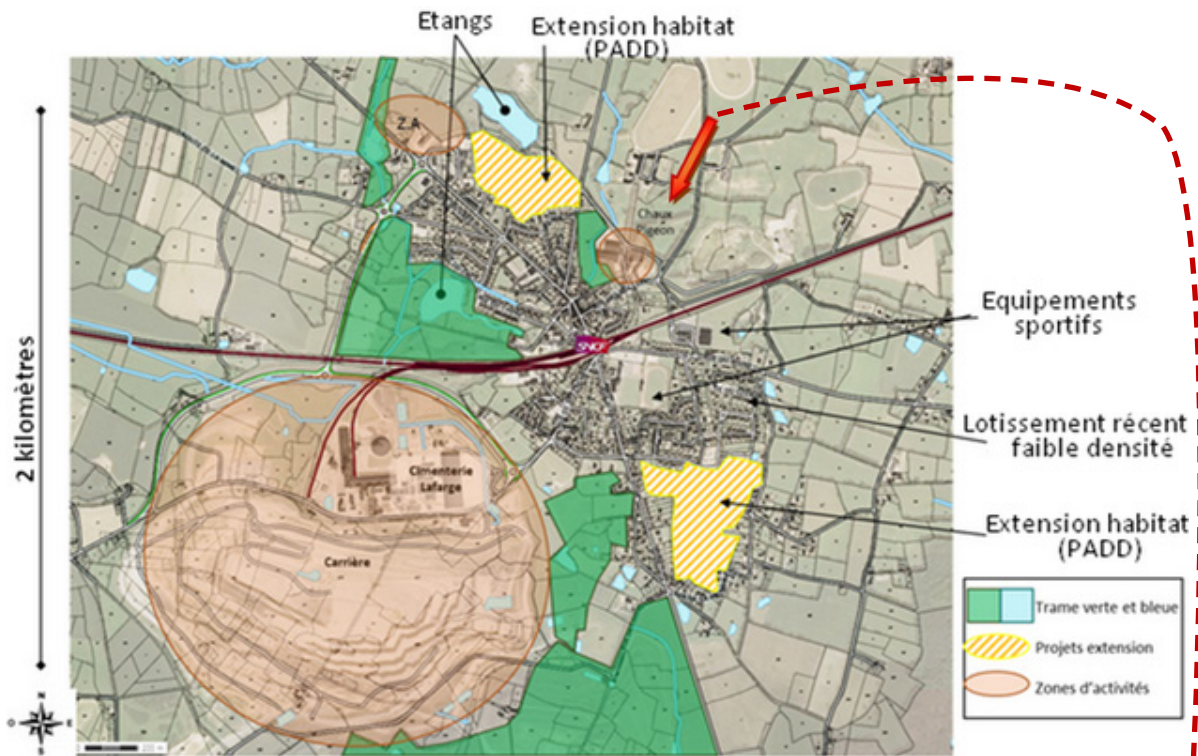 Etangs
Extension habitat
(PADD)
Z.A
Chaux
Pigeon
Equipements
sportifs
SNCF
2 kilomètres
Lotissement récent
faible densité
Cimenterie
Lafarge
Extension habitat
(PADD)
Carrière
Trame verte et bleue
Projets extension
Zones d'activités
N
O
E
S